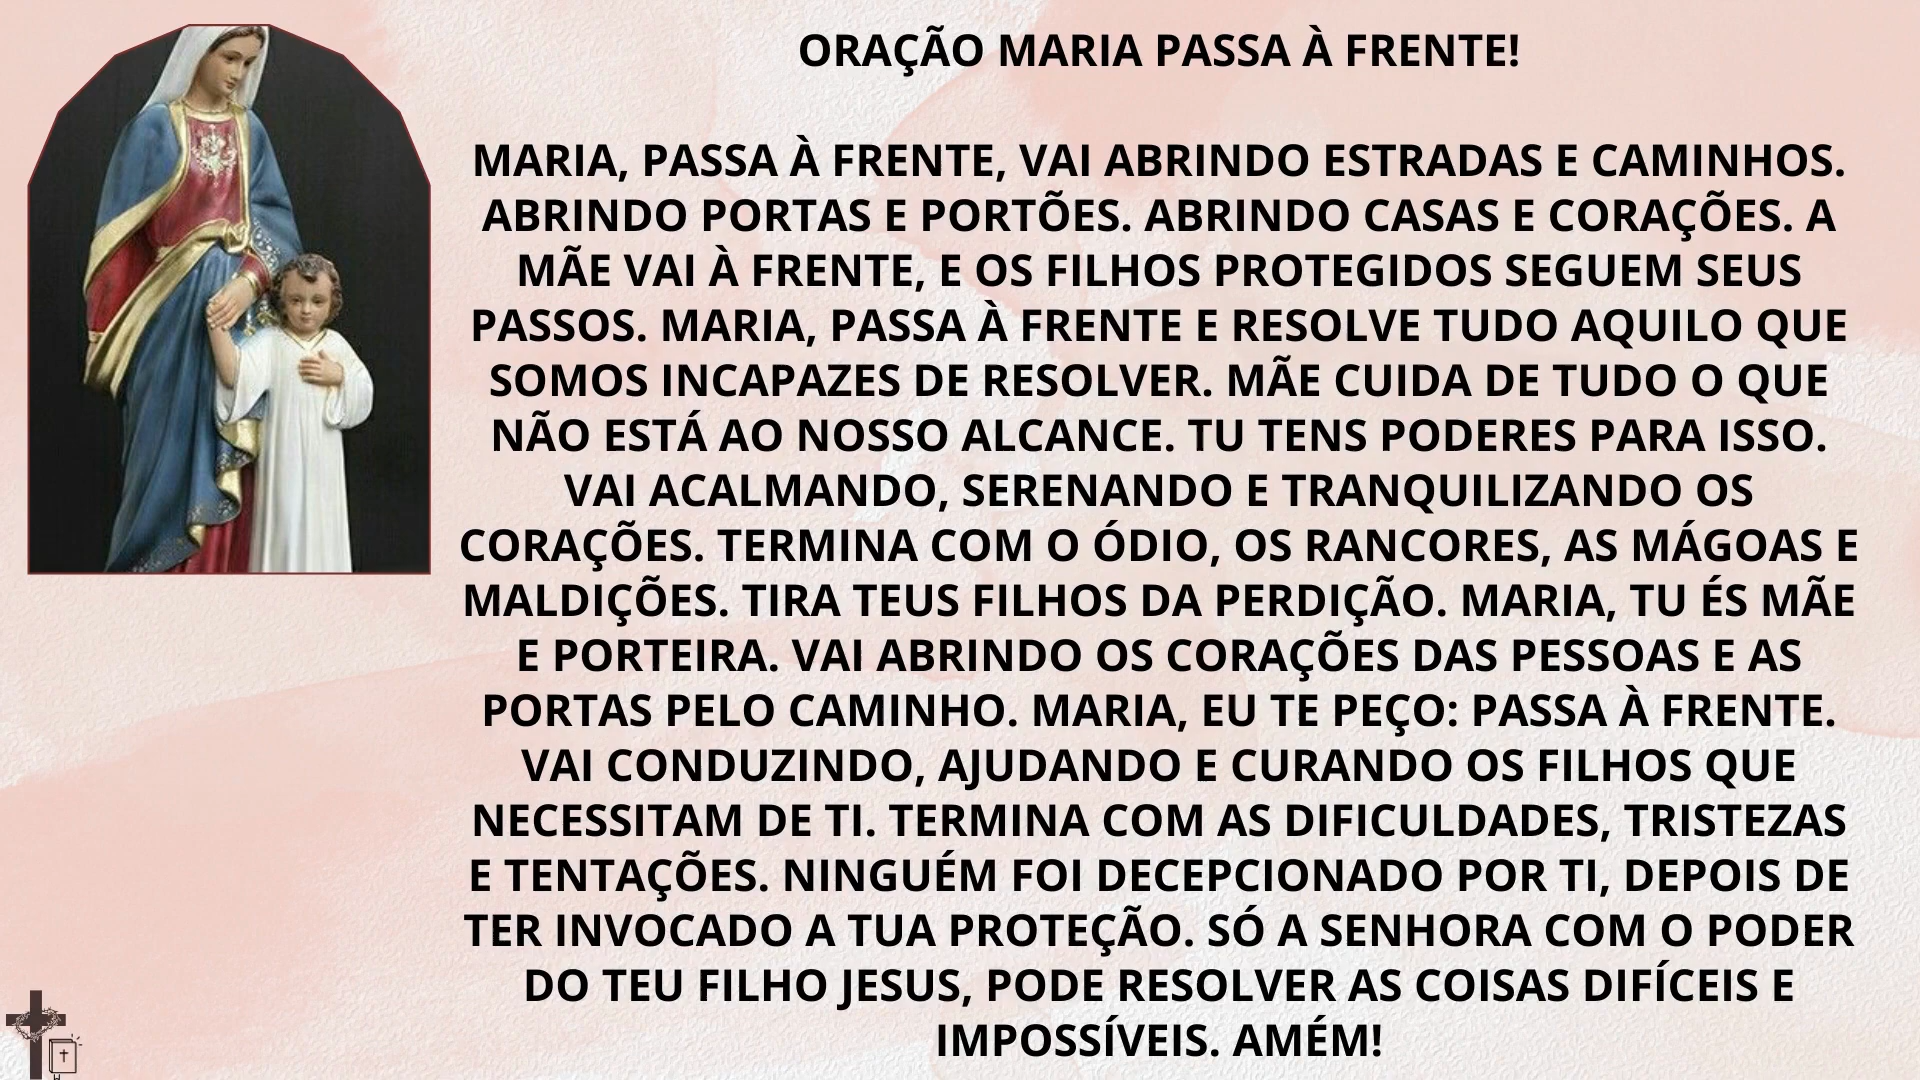 ORAÇÃO MARIA PASSA À FRENTE!
MARIA, PASSA À FRENTE, VAI ABRINDO ESTRADAS E CAMINHOS.
ABRINDO PORTAS E PORTÕES. ABRINDO CASAS E CORAÇÕES. A
MÃE VAI À FRENTE, E OS FILHOS PROTEGIDOS SEGUEM SEUS
PASSOS. MARIA, PASSA À FRENTE E RESOLVE TUDO AQUILO QUE
SOMOS INCAPAZES DE RESOLVER. MÃE CUIDA DE TUDO O QUE
NÃO ESTÁ AO NOSSO ALCANCE. TU TENS PODERES PARA ISSO.
VAI ACALMANDO, SERENANDO E TRANQUILIZANDO OS
CORAÇÕES. TERMINA COM O ÓDIO, OS RANCORES, AS MÁGOAS E
MALDIÇÕES. TIRA TEUS FILHOS DA PERDIÇÃO. MARIA, TU ÉS MÃE
E PORTEIRA. VAI ABRINDO OS CORAÇÕES DAS PESSOAS E AS
PORTAS PELO CAMINHO. MARIA, EU TE PEÇO: PASSA À FRENTE.
VAI CONDUZINDO, AJUDANDO E CURANDO OS FILHOS QUE
NECESSITAM DE TI. TERMINA COM AS DIFICULDADES, TRISTEZAS
E TENTAÇÕES. NINGUÉM FOI DECEPCIONADO POR TI, DEPOIS DE
TER INVOCADO A TUA PROTEÇÃO. SÓ A SENHORA COM O PODER
DO TEU FILHO JESUS, PODE RESOLVER AS COISAS DIFÍCEIS E
IMPOSSÍVEIS. AMÉM!